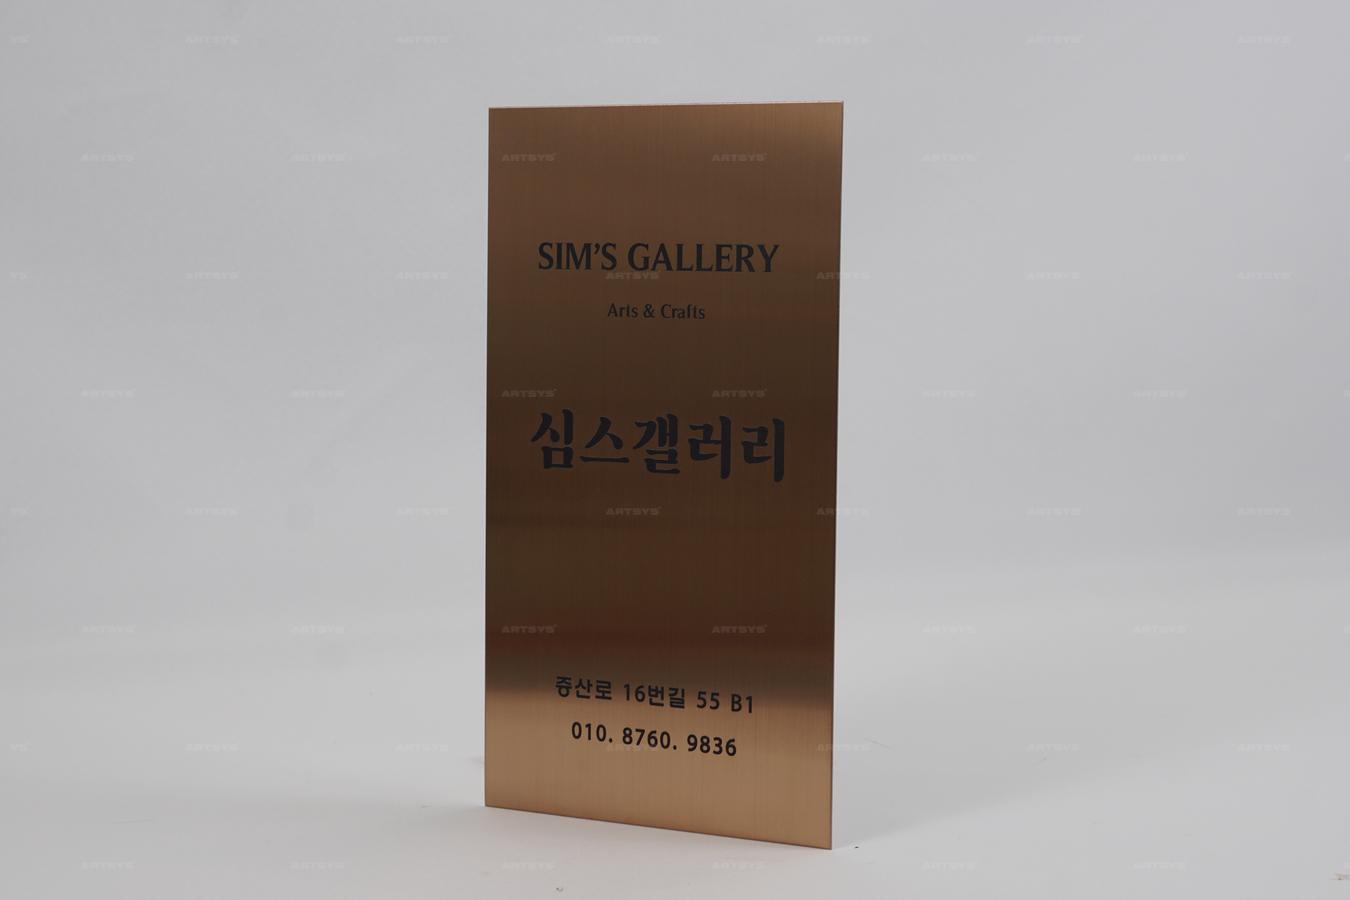 SIM'S GALLERY
Arts & Crafts
심스갤러리
증산로 16번길 55 B1
010. 8760. 9836
ARTSYS